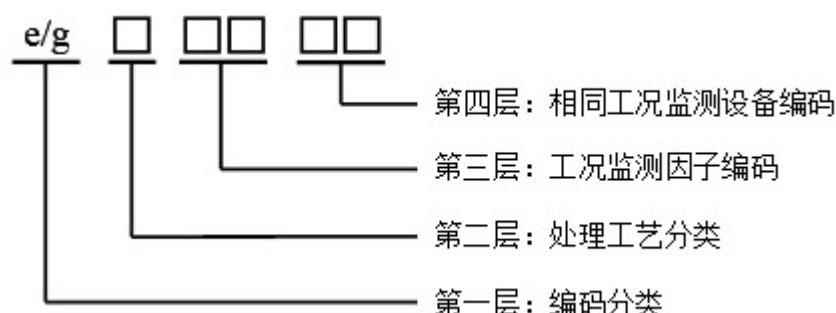 e/g □ □□ □□
第四层：相同工况监测设备编码
第三层：工况监测因子编码
第二层：处理工艺分类
第一层：编码分类